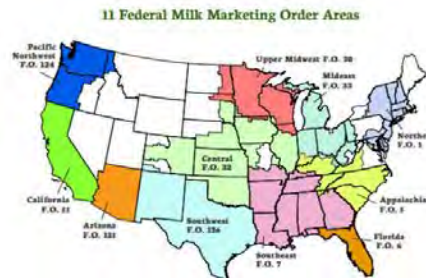 11 Federal Milk Marketing Order Areas
Pacific
Northwest
F.O. 124
Upper Midwest F.O. 30
Mideast
F.O. 33
Northe
F.O. 1
Central
F.O. 32
Appalachia
F.O. 5
California
F.O. 51
Arizona
F.O. 131
Southwest
F.O. 126
Southeast
F.O. 7
Florida
F.O. 6